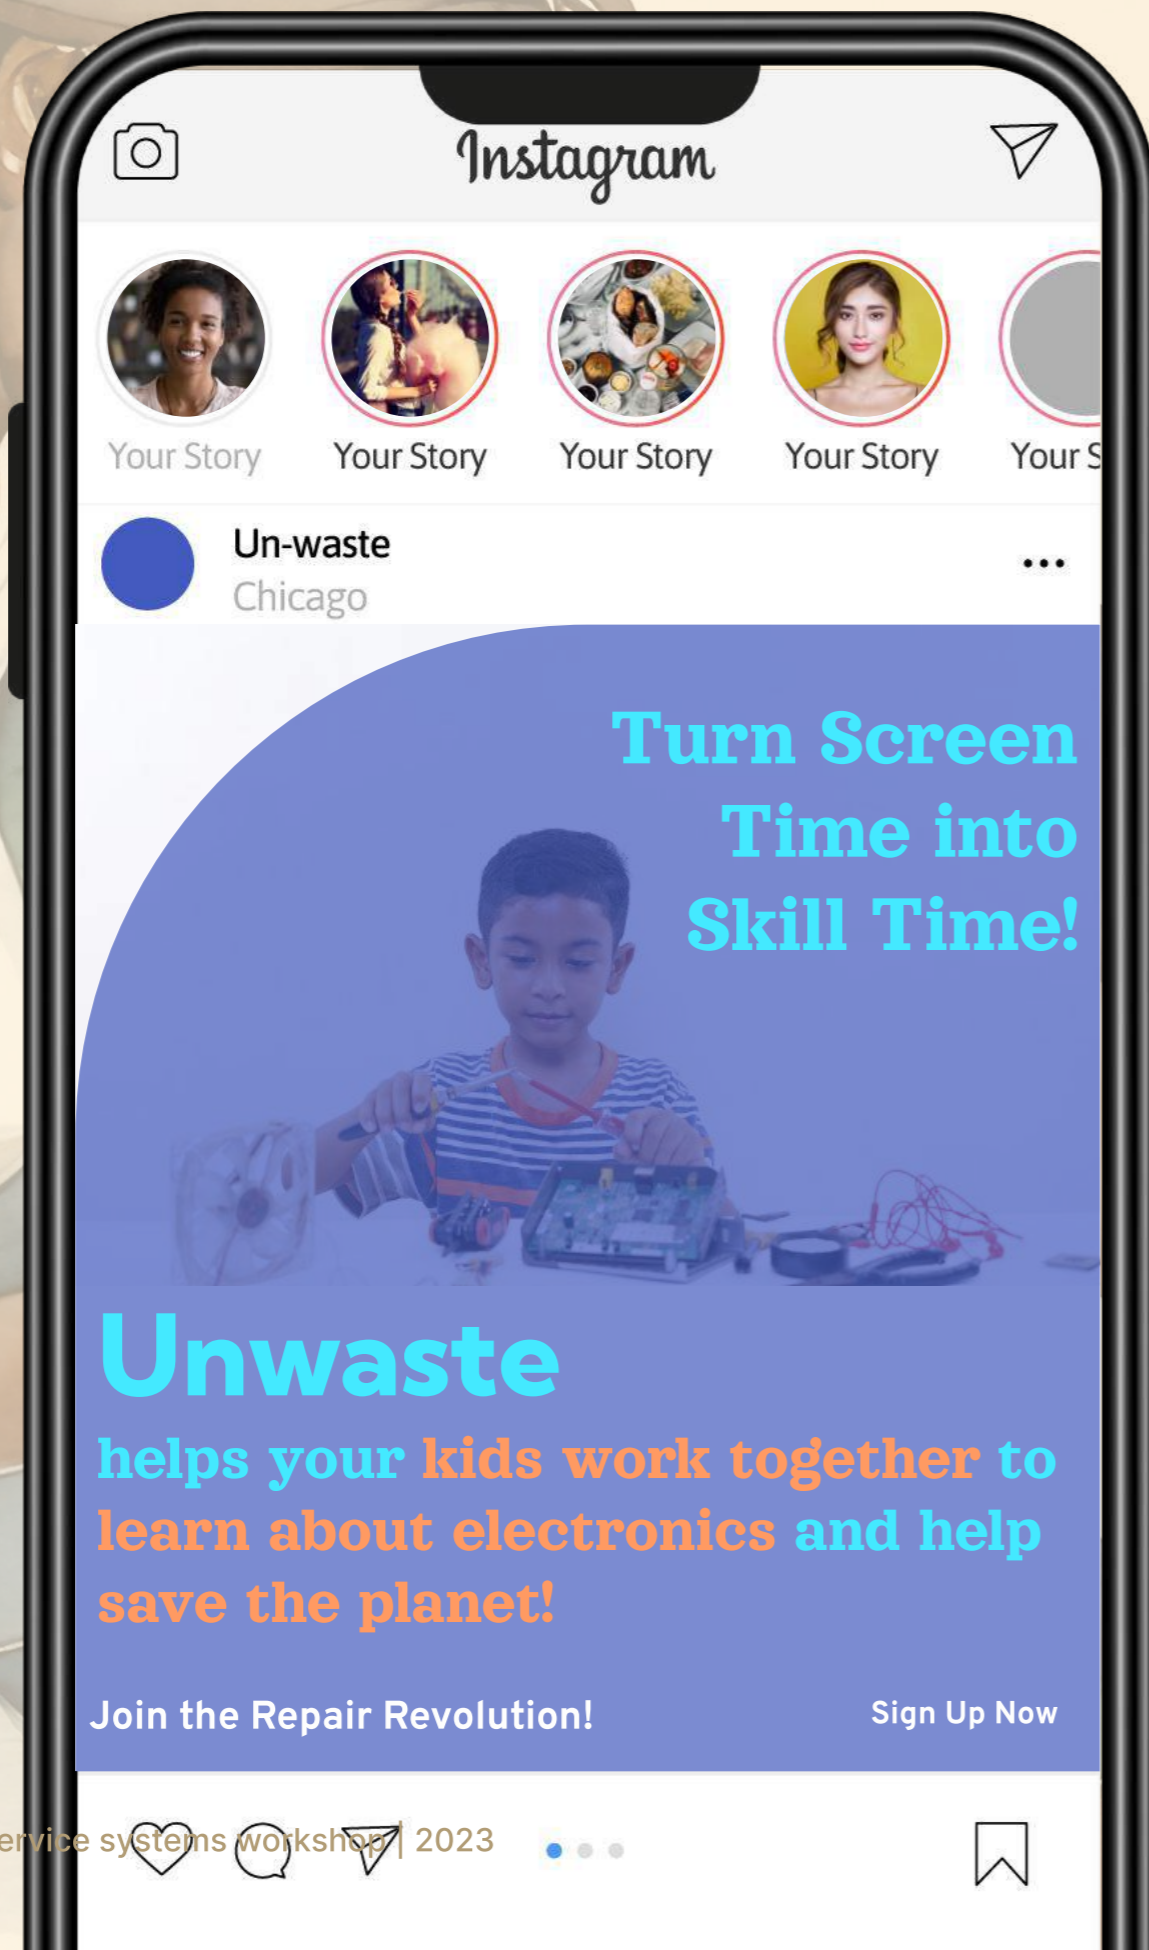 Instagram
Your Story Your Story Your Story Your Story Your S
Un-waste
Chicago
Turn Screen
Time into
Skill Time!
Unwaste
helps your kids work together to
learn about electronics and help
save the planet!
Join the Repair Revolution! Sign Up Now
ervice systems workshop | 2023